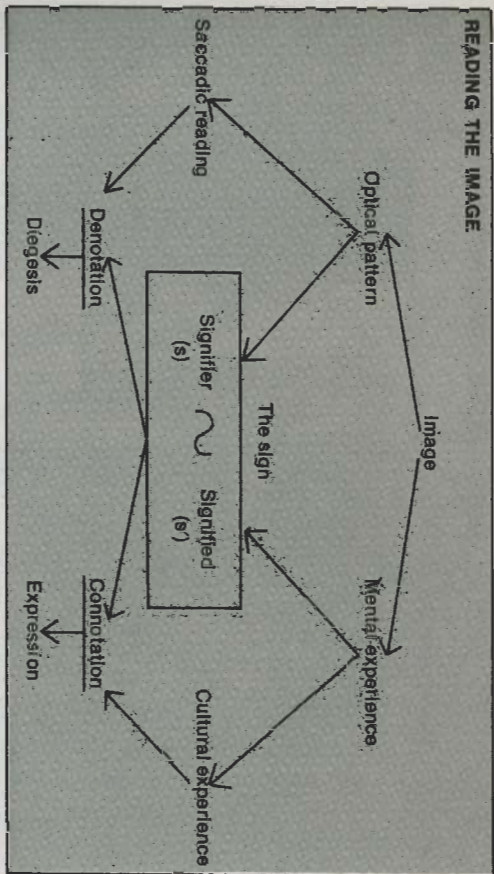 READING THE IMAGE
Image
Optical pattern
Mental experience
The sign
Saccadic reading
Signifier
(s)
~
Signified
(s')
Cultural experience
Denotation
Connotation
Diegesis
Expression